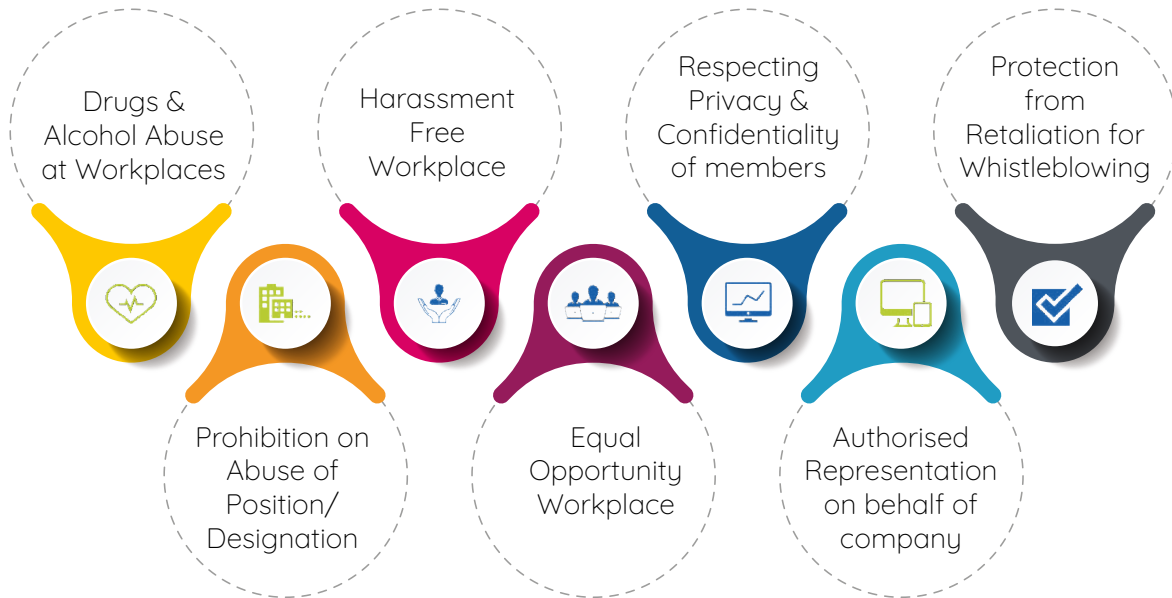 Drugs &
Alcohol Abuse
at Workplaces
Prohibition on
Abuse of
Position/
Designation
Harassment
Free
Workplace
Equal
Opportunity
Workplace
Respecting
Privacy &
Confidentiality
of members
Authorised
Representation
on behalf of
company
Protection
from
Retaliation for
Whistleblowing